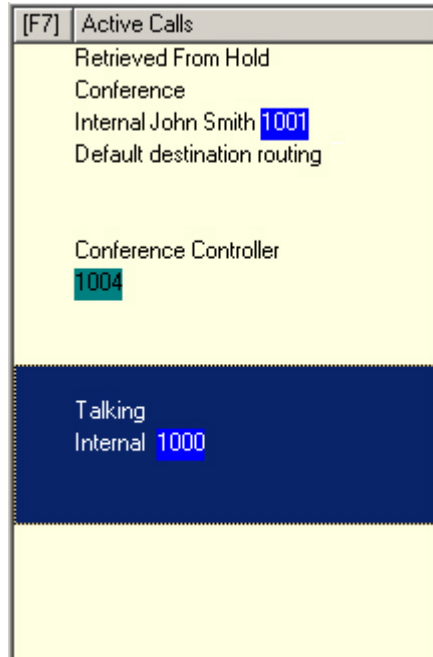 [F7] Active Calls
Retrieved From Hold
Conference
Internal John Smith 1001
Default destination routing
Conference Controller
1004
Talking
Internal 1000